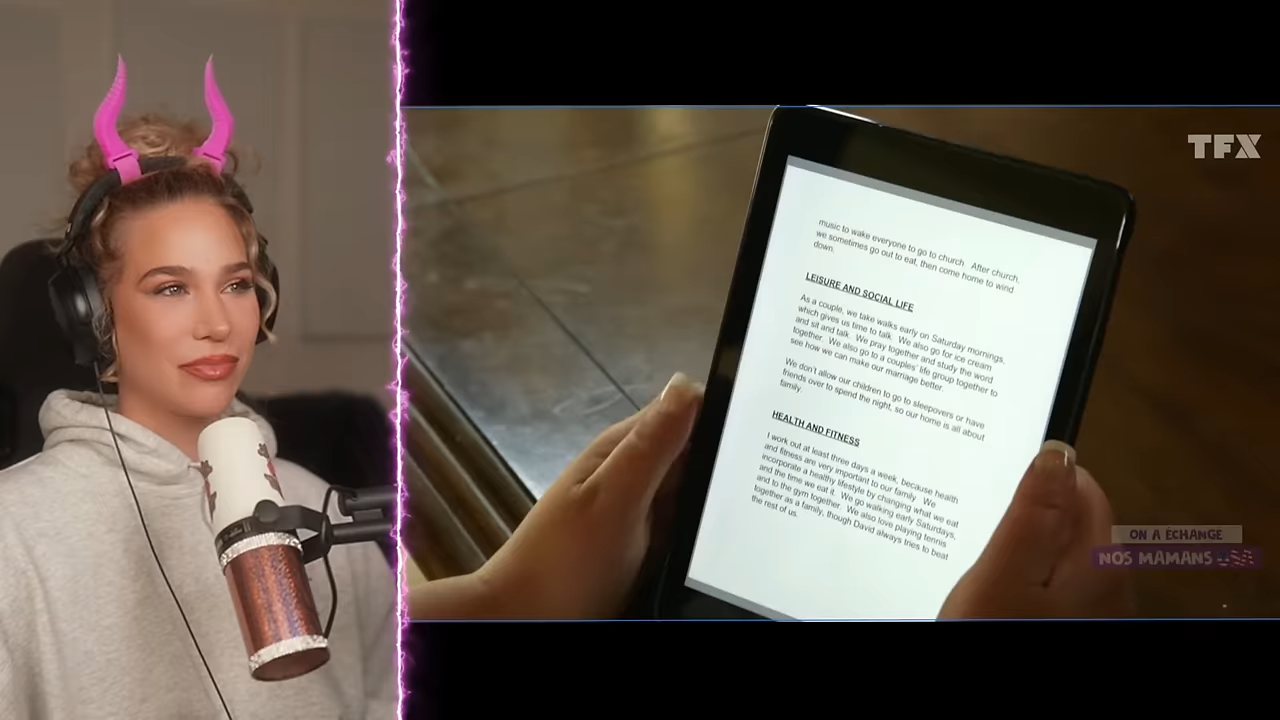 TFX
music to wake everyone to go to church. After church,
we sometimes go out to eat, then come home to wind
down.
LEISURE AND SOCIAL LIFE
As a couple, we take walks early on Saturday mornings,
which gives us time to talk. We also go for ice cream
and sit and talk. We pray together and study the word
together. We also go to a couples' life group together to
see how we can make our marriage better.
We don't allow our children to go to sleepovers or have
friends over to spend the night, so our home is all about
family.
HEALTH AND FITNESS
I work out at least three days a week, because health
and fitness are very important to our family. We
incorporate a healthy lifestyle by changing what we eat
and the time we eat it. We go walking early Saturdays,
and to the gym together. We also love playing tennis
together as a family, though David always tries to beat
the rest of us.
ON A ÉCHANGÉ
NOS MAMANS USA